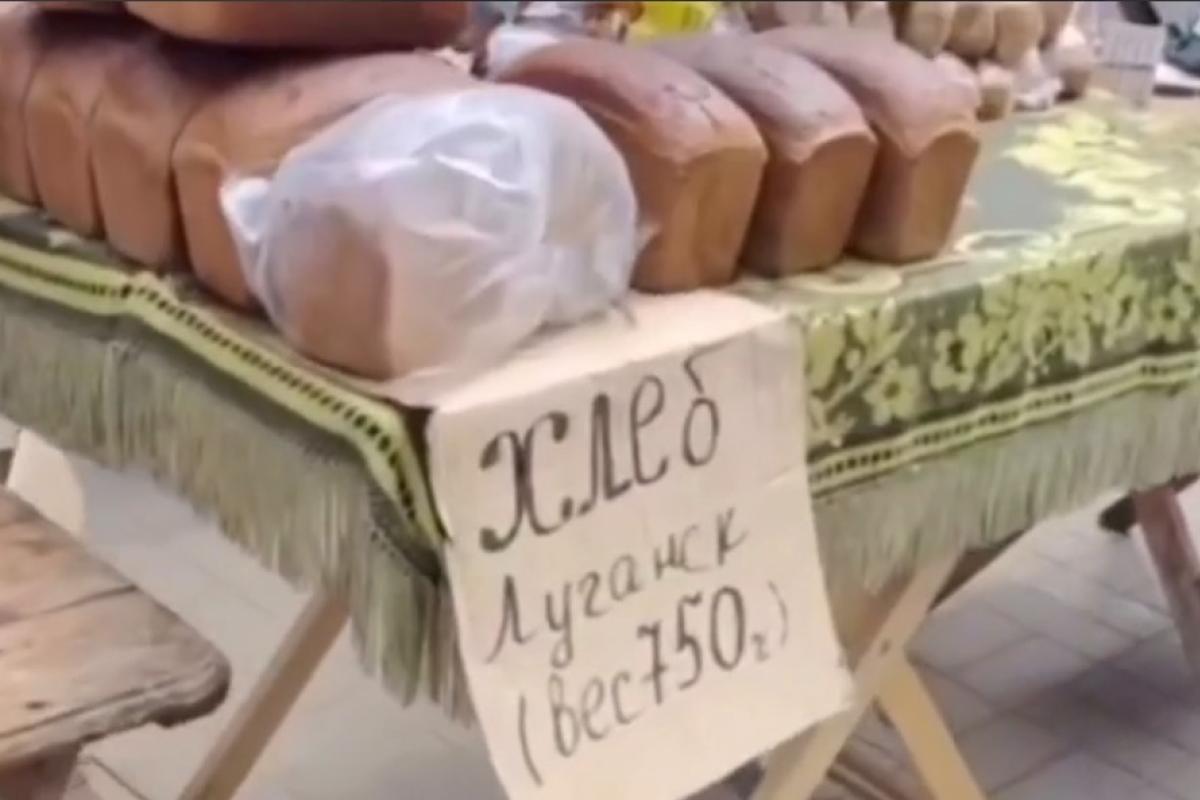 Хлеб
Луганск
(вес 750г)